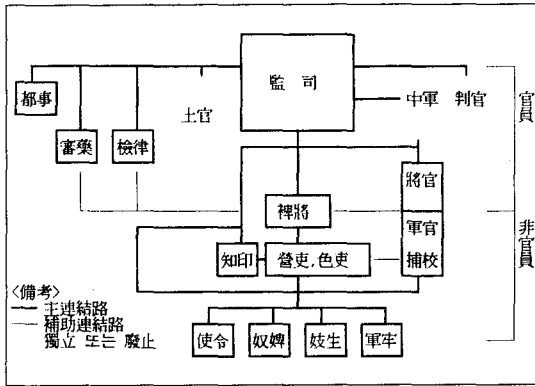 監 司
都事
土官
中軍 判官
官員
審藥
檢律
將官
裨將
軍官
捕校
非官員
知印
營吏,色吏
〈備考〉
主連結路
補助連結路
獨立 또는 廢止
使令
奴婢
妓生
軍牢